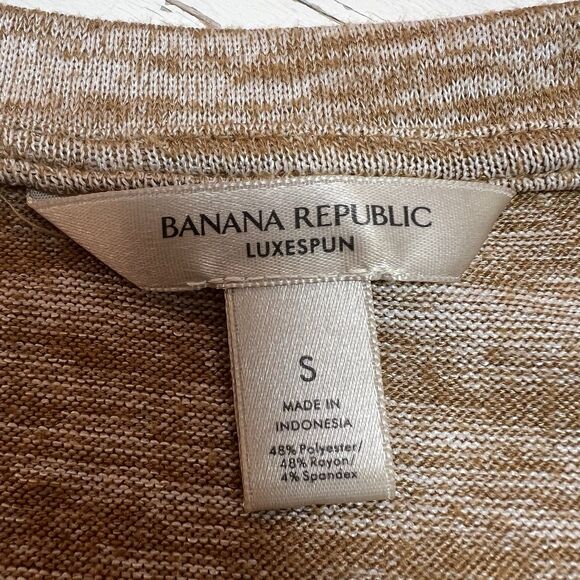 BANANA REPUBLIC
LUXESPUN
S
MADE IN
INDONESIA
48% Polyester/
48% Rayon/
4% Spandex